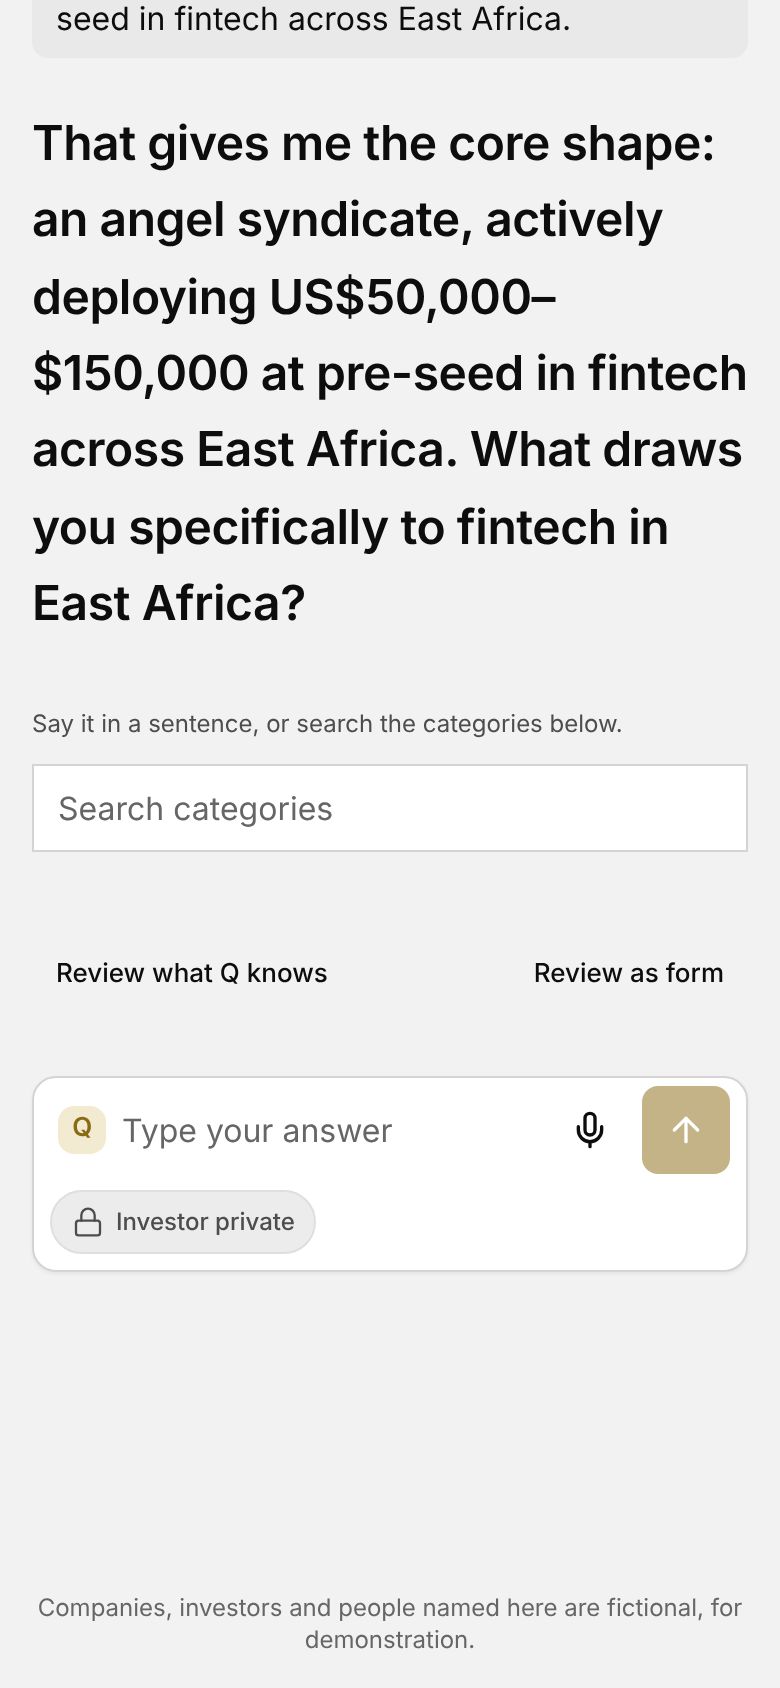 seed in fintech across East Africa.
That gives me the core shape:
an angel syndicate, actively
deploying US$50,000–
$150,000 at pre-seed in fintech
across East Africa. What draws
you specifically to fintech in
East Africa?
Say it in a sentence, or search the categories below.
Search categories
Review what Q knows
Review as form
Q
Type your answer
Investor private
Companies, investors and people named here are fictional, for
demonstration.